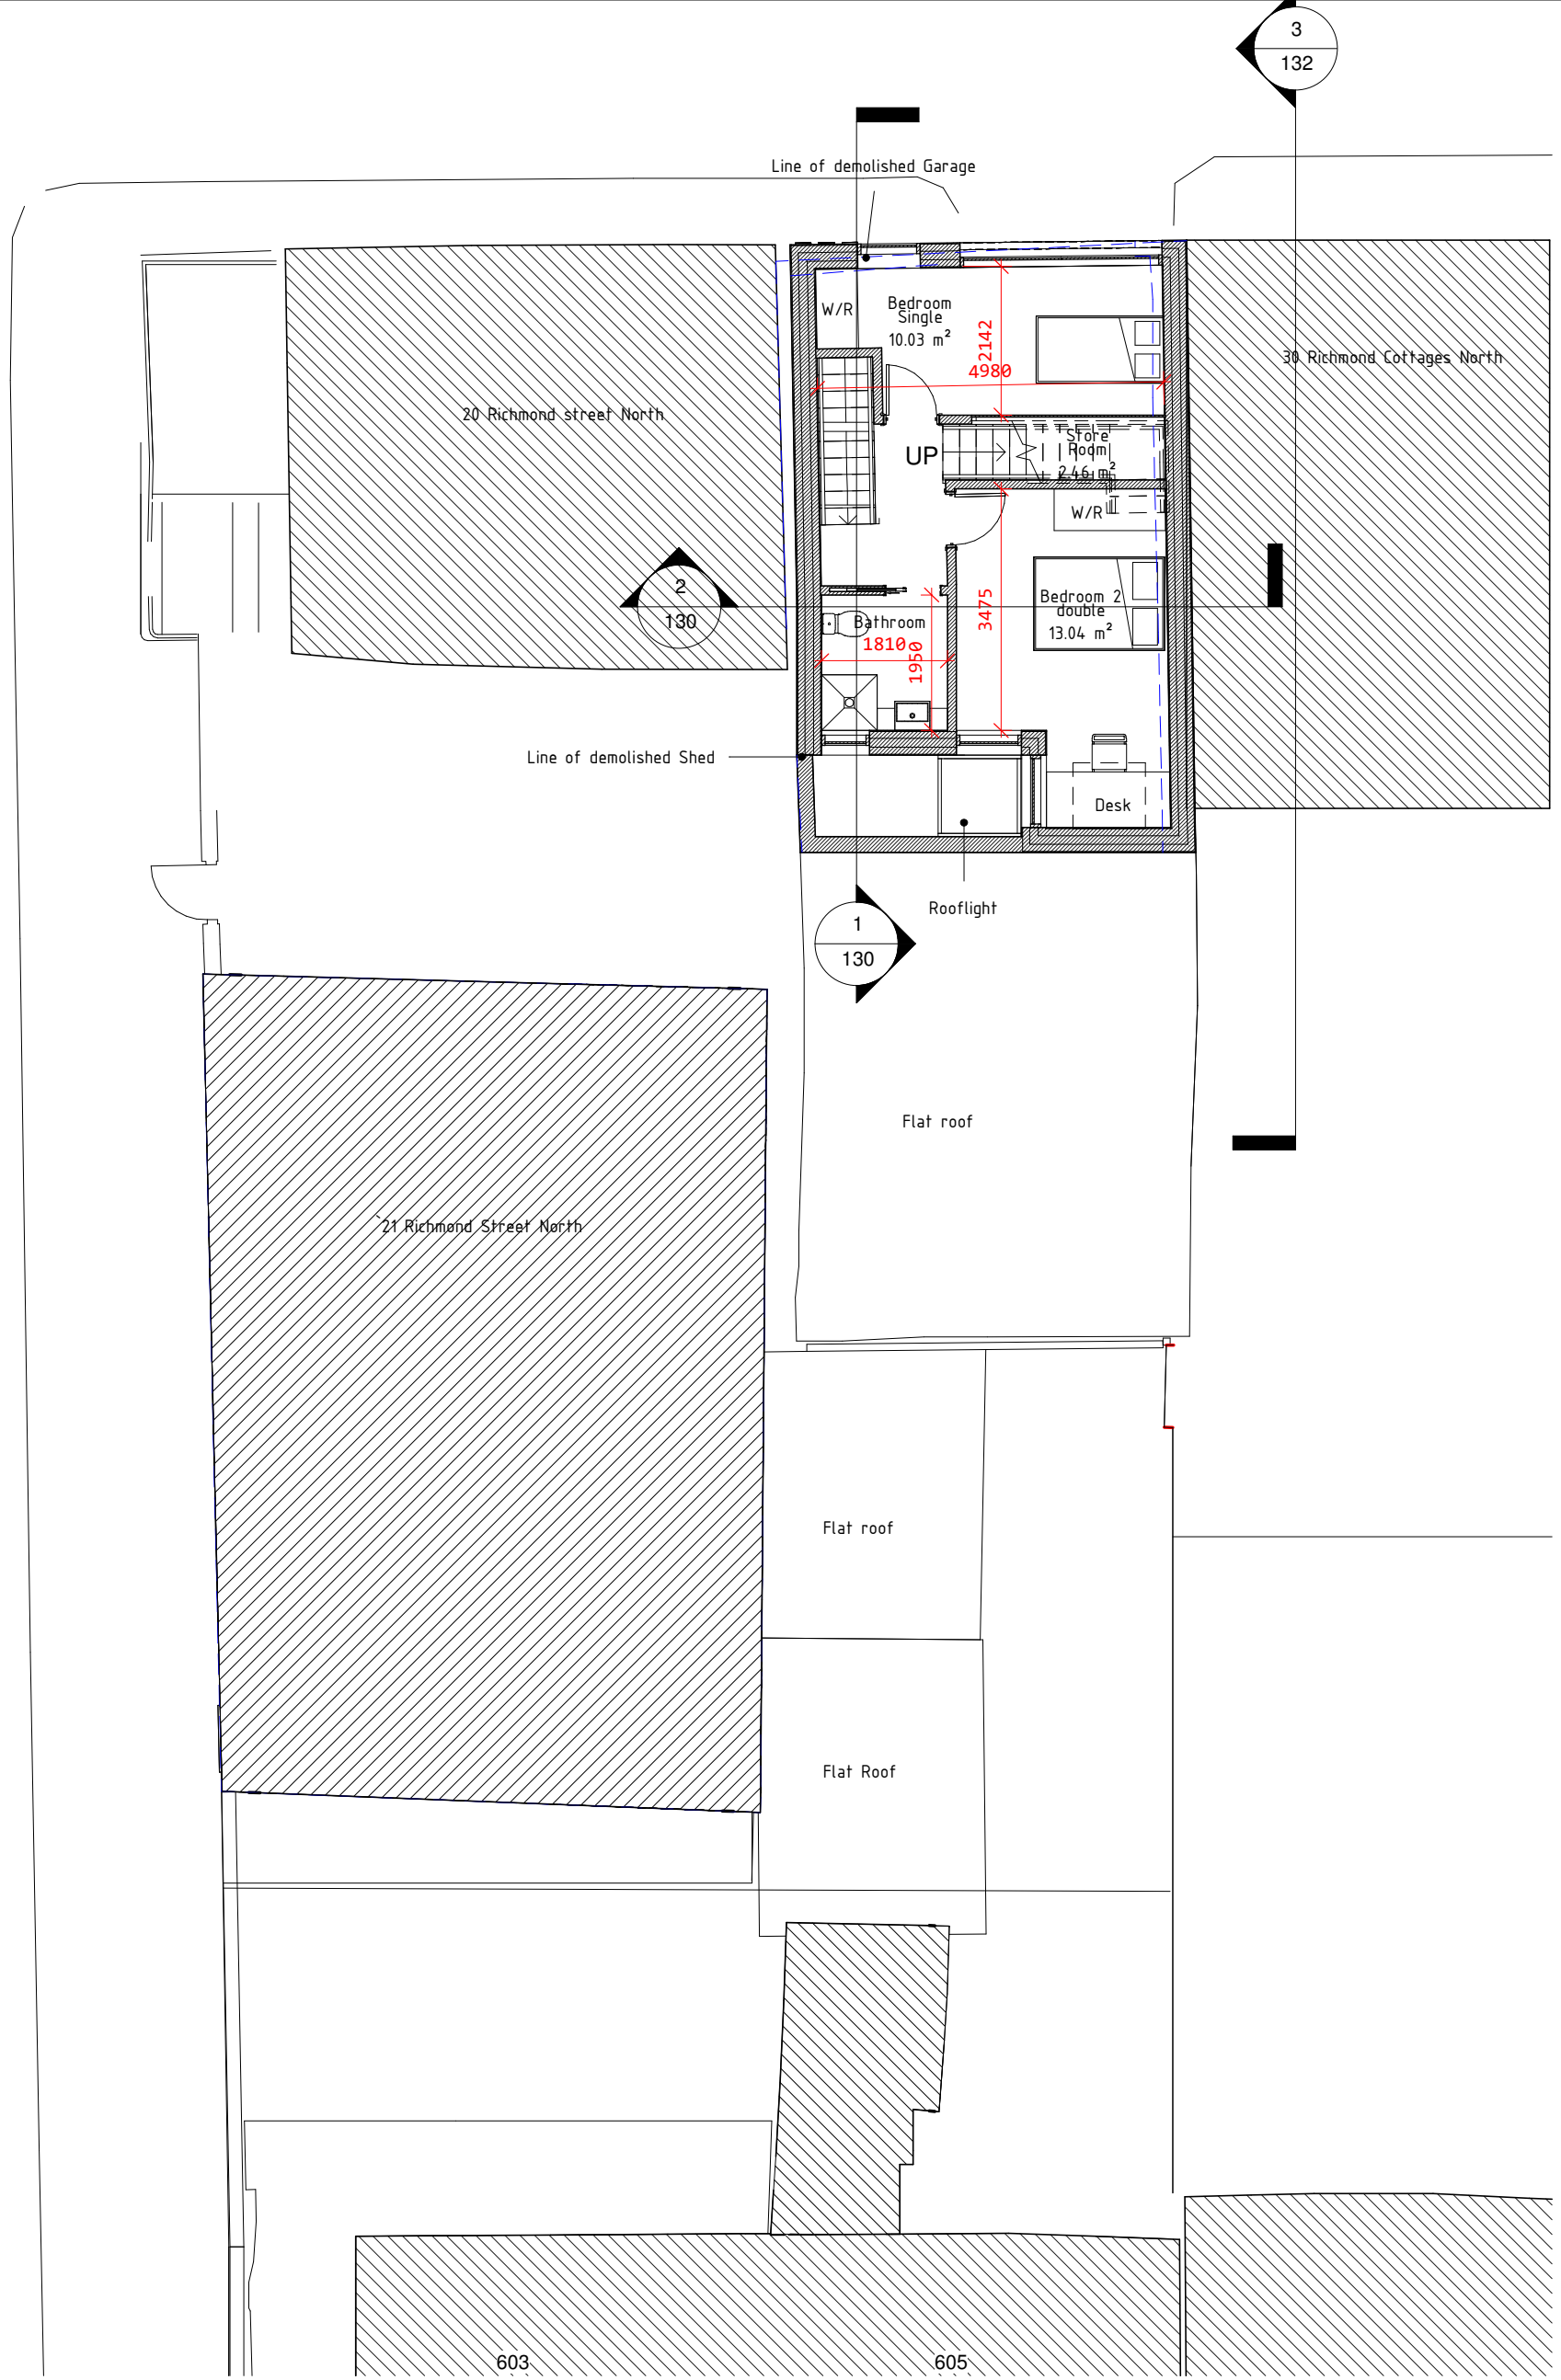 3
132
Line of demolished Garage
W/R
Bedroom
Single
10.03 m²
2142
4980
30 Richmond Cottages North
20 Richmond street North
UP
Store
Room
2.46 m²
W/R
2
130
Bedroom 2
double
13.04 m²
3475
Bathroom
1810
1950
Line of demolished Shed
Desk
Rooflight
1
130
Flat roof
`21 Richmond Street North
Flat roof
Flat Roof
603
605